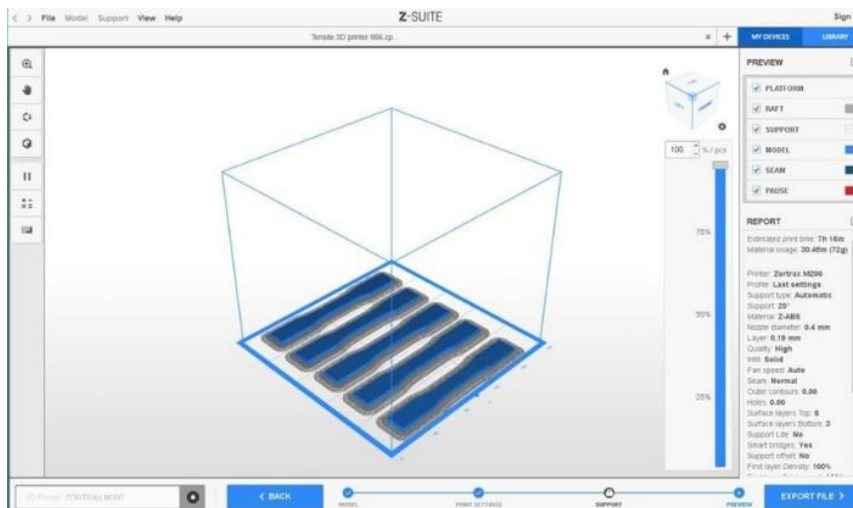 File Model Support View Help
Z-SUITE
Sign
Tensile 3D printer 666.zp...
MY DEVICES
LIBRARY
PREVIEW
PLATFORM
RAFT
SUPPORT
MODEL
SEAM
PAUSE
100 % / pcs
75%
50%
25%
REPORT
Estimated print time: 7h 16m
Material usage: 30.46m (72g)
Printer: Zortrax M200
Profile: Last settings
Support type: Automatic
Support: 20°
Material: Z-ABS
Nozzle diameter: 0.4 mm
Layer: 0.19 mm
Quality: High
Infill: Solid
Fan speed: Auto
Seam: Normal
Outer contours: 0.00
Holes: 0.00
Surface layers Top: 6
Surface layers Bottom: 3
Support Lite: No
Smart bridges: Yes
Support offset: No
First layer Density: 100%
3D Printer: ZORTRAX M200
< BACK
MODEL
PRINT SETTINGS
SUPPORT
PREVIEW
EXPORT FILE >